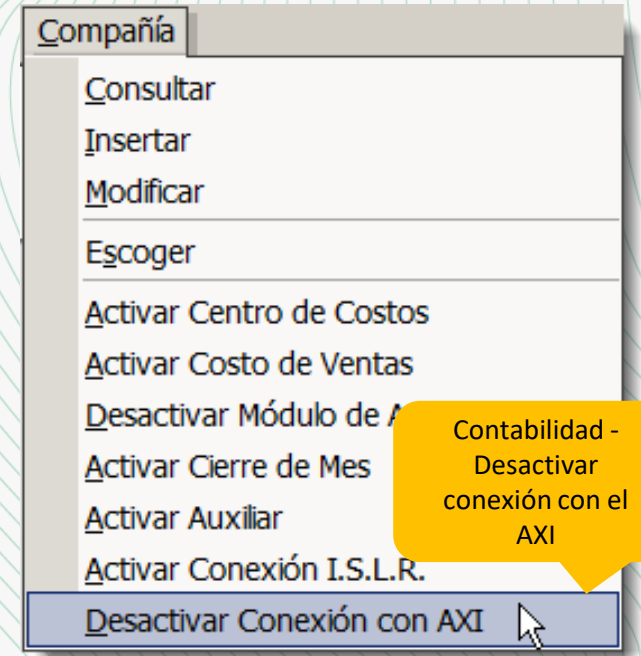 Compañía
Consultar
Insertar
Modificar
Escoger
Activar Centro de Costos
Activar Costo de Ventas
Desactivar Módulo de
Activar Cierre de Mes
Activar Auxiliar
Activar Conexión I.S.L.R.
Desactivar Conexión con AXI
Contabilidad -
Desactivar
conexión con el
AXI